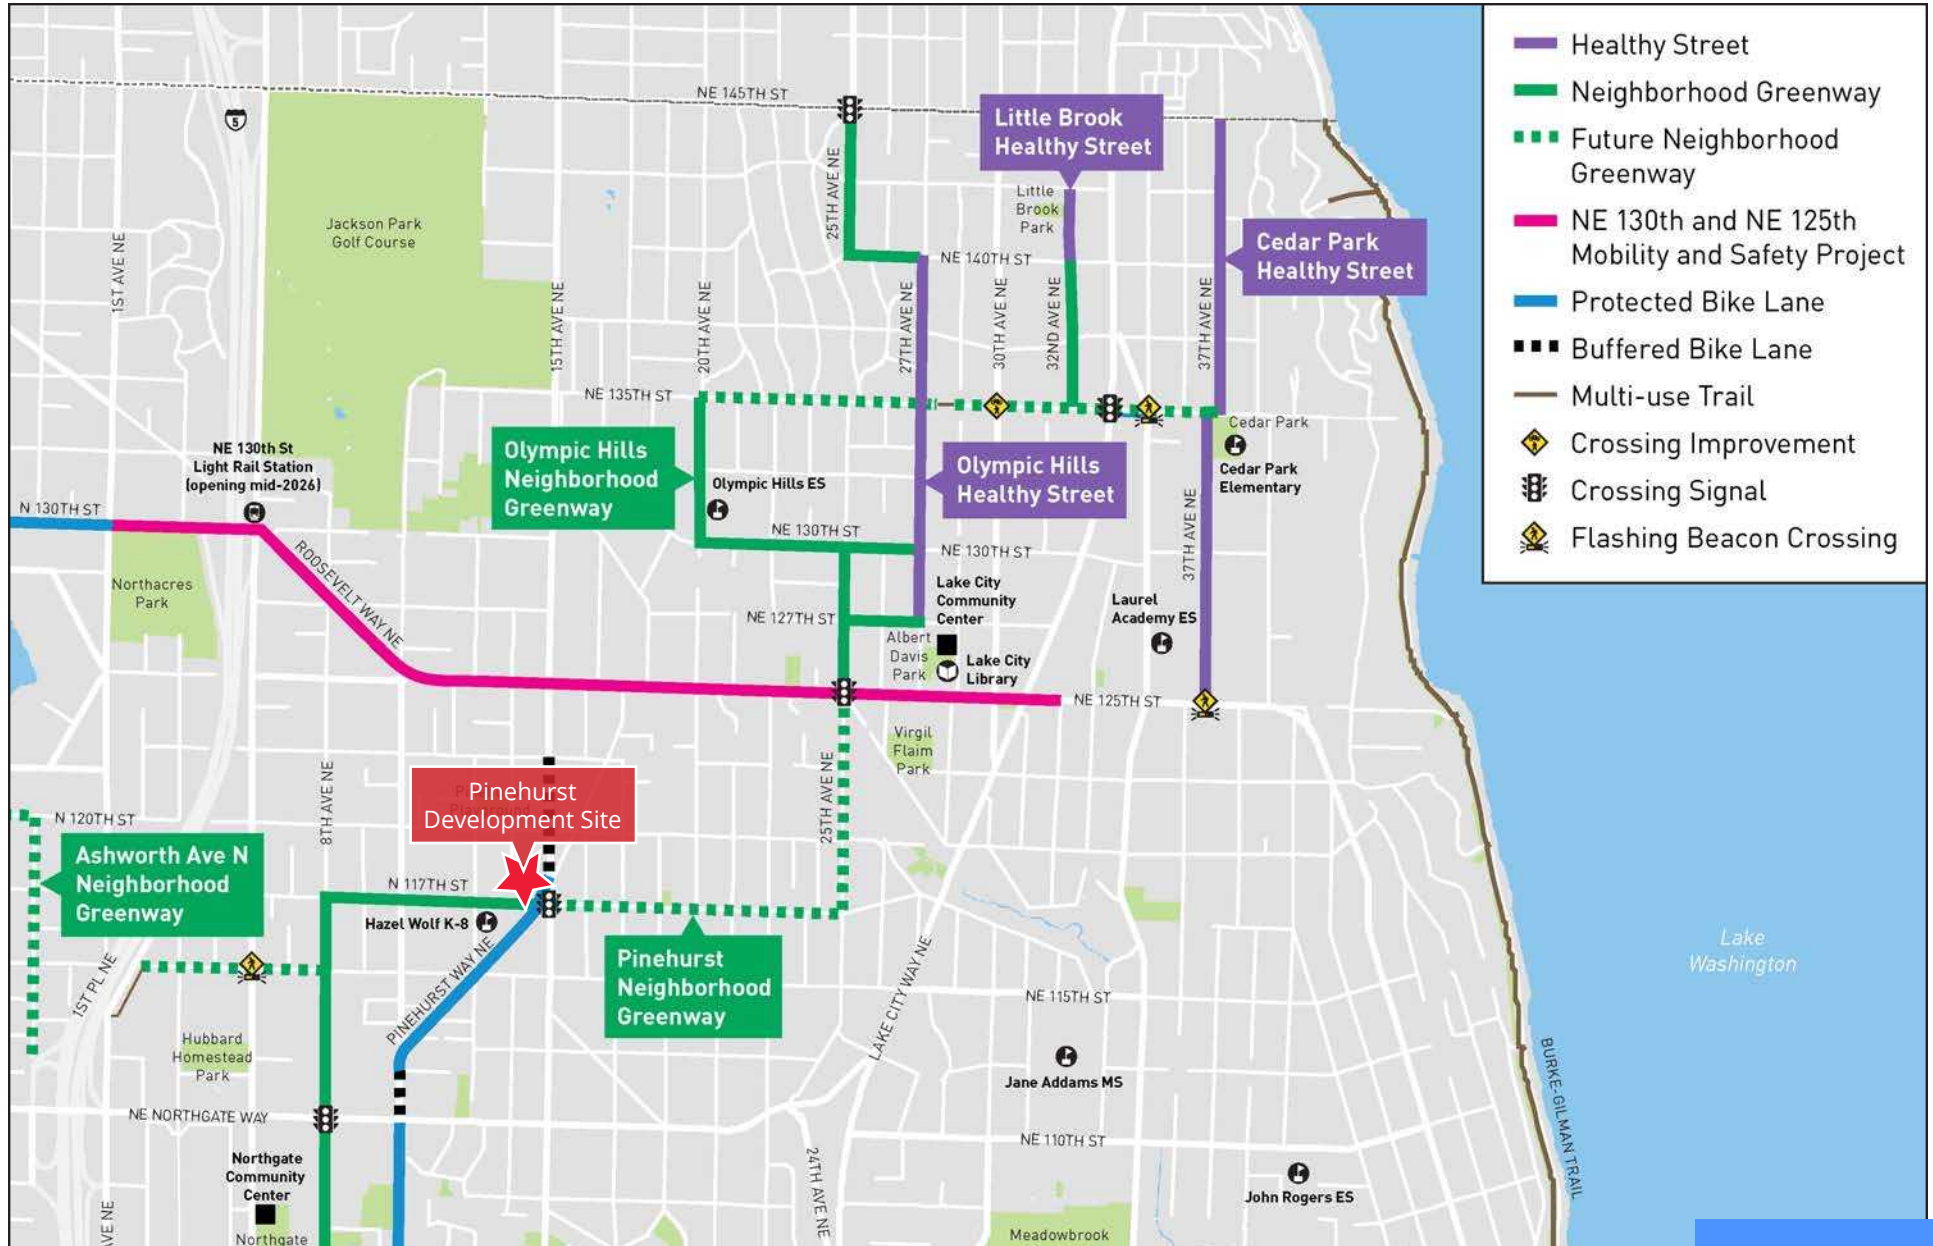 NE 145TH ST
5
Little Brook
Healthy Street
Little
Brook
Park
25TH AVE NE
Jackson Park
Golf Course
1ST AVE NE
Cedar Park
Healthy Street
NE 140TH ST
15TH AVE NE
20TH AVE NE
27TH AVE NE
30TH AVE NE
32ND AVE NE
37TH AVE NE
NE 135TH ST
Cedar Park
Cedar Park
Elementary
NE 130th St
Light Rail Station
(opening mid-2026)
Olympic Hills
Neighborhood
Greenway
Olympic Hills ES
Olympic Hills
Healthy Street
N 130TH ST
NE 130TH ST
NE 130TH ST
37TH AVE NE
ROOSEVELT WAY NE
Northacres
Park
Lake City
Community
Center
Laurel
Academy ES
NE 127TH ST
Albert
Davis
Park
Lake City
Library
NE 125TH ST
Virgil
Flaim
Park
8TH AVE NE
25TH AVE NE
Pinehurst
Development Site
N 120TH ST
Ashworth Ave N
Neighborhood
Greenway
N 117TH ST
Hazel Wolf K-8
PINEHURST WAY NE
Pinehurst
Neighborhood
Greenway
1ST PL NE
LAKE CITY WAY NE
NE 115TH ST
Hubbard
Homestead
Park
Jane Addams MS
NE NORTHGATE WAY
NE 110TH ST
Northgate
Community
Center
24TH AVE NE
John Rogers ES
AVE NE
Northgate
Meadowbrook
BURKE-GILMAN TRAIL
Lake
Washington
Healthy Street
Neighborhood Greenway
Future Neighborhood
Greenway
NE 130th and NE 125th
Mobility and Safety Project
Protected Bike Lane
Buffered Bike Lane
Multi-use Trail
Crossing Improvement
Crossing Signal
Flashing Beacon Crossing